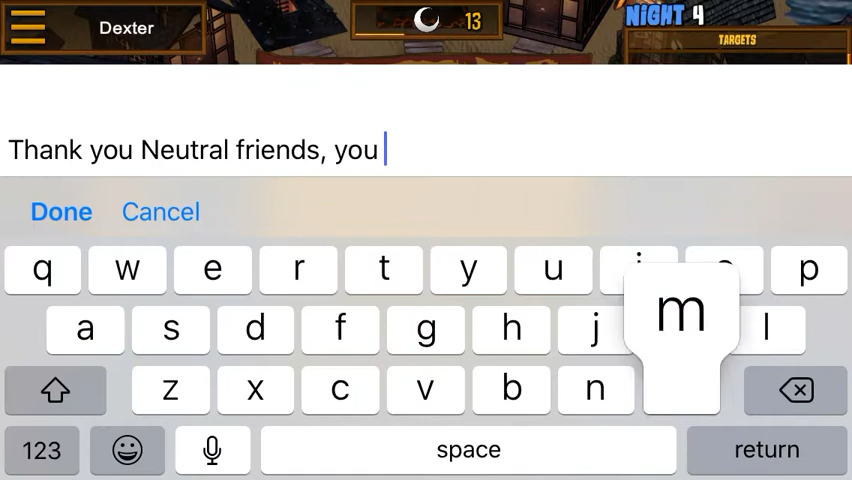 Dexter
13
NIGHT 4
TARGETS
Thank you Neutral friends, you
Done Cancel
q w e r t y u p
a s d f g h j l
m
z x c v b n
123 space return